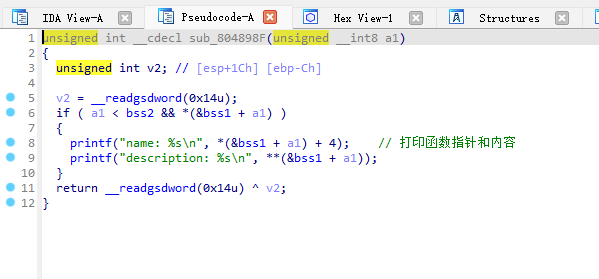 IDA View-A Pseudocode-A Hex View-1 Structures
1 unsigned int __cdecl sub_804898F(unsigned __int8 a1)
2 {
3 unsigned int v2; // [esp+1Ch] [ebp-Ch]
4
5 v2 = __readgsdword(0x14u);
6 if ( a1 < bss2 && *(&bss1 + a1) )
7 {
8 printf("name: %s\n", *(&bss1 + a1) + 4); // 打印函数指针和内容
9 printf("description: %s\n", **(&bss1 + a1));
10 }
11 return __readgsdword(0x14u) ^ v2;
12 }